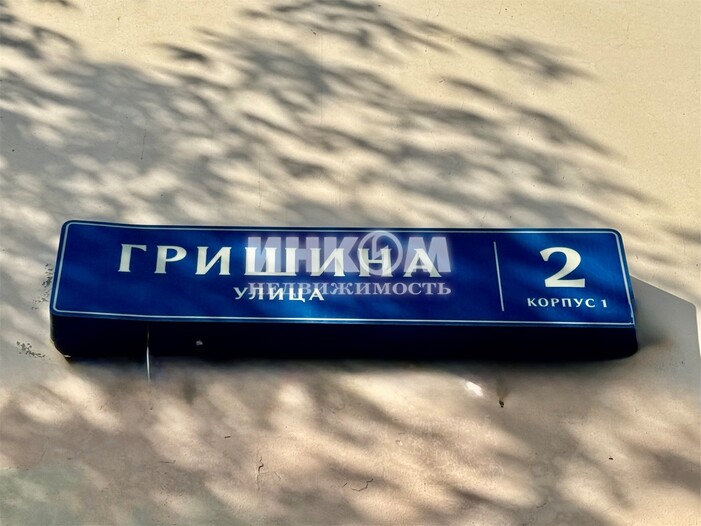 ГРИШИНА
УЛИЦА
2
КОРПУС 1
ИНКОМ
НЕДВИЖИМОСТЬ